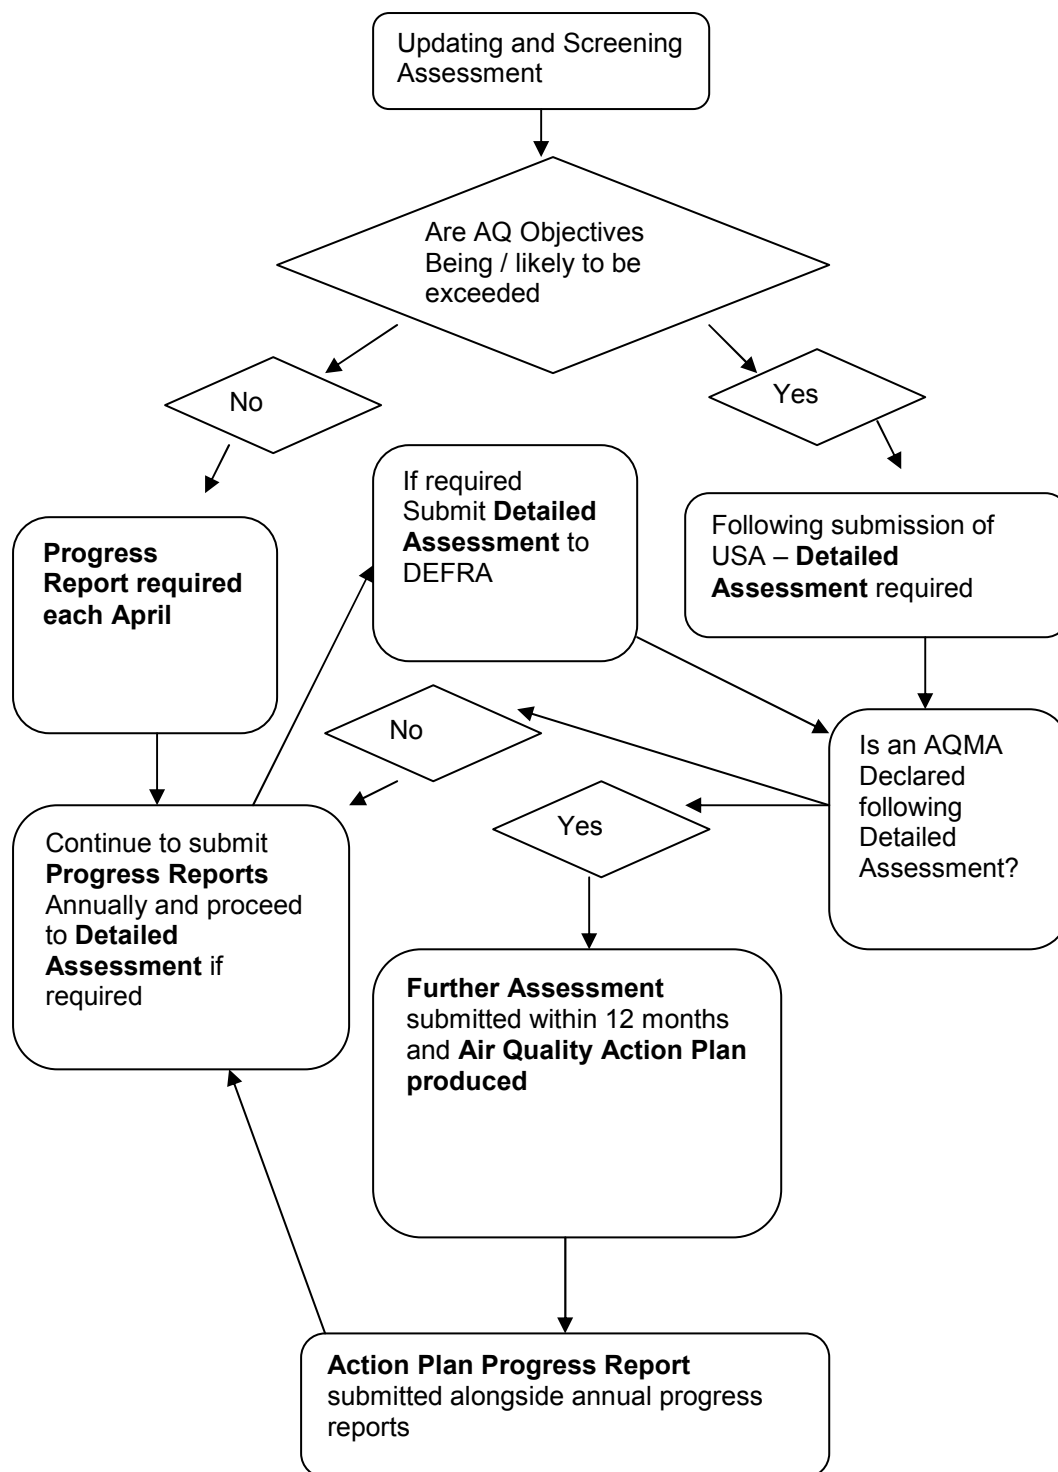 Updating and Screening
Assessment
Are AQ Objectives
Being / likely to be
exceeded
No
Yes
If required
Submit Detailed
Assessment to
DEFRA
Following submission of
USA – Detailed
Assessment required
Progress
Report required
each April
No
Is an AQMA
Declared
following
Detailed
Assessment?
Yes
Continue to submit
Progress Reports
Annually and proceed
to Detailed
Assessment if
required
Further Assessment
submitted within 12 months
and Air Quality Action Plan
produced
Action Plan Progress Report
submitted alongside annual progress
reports